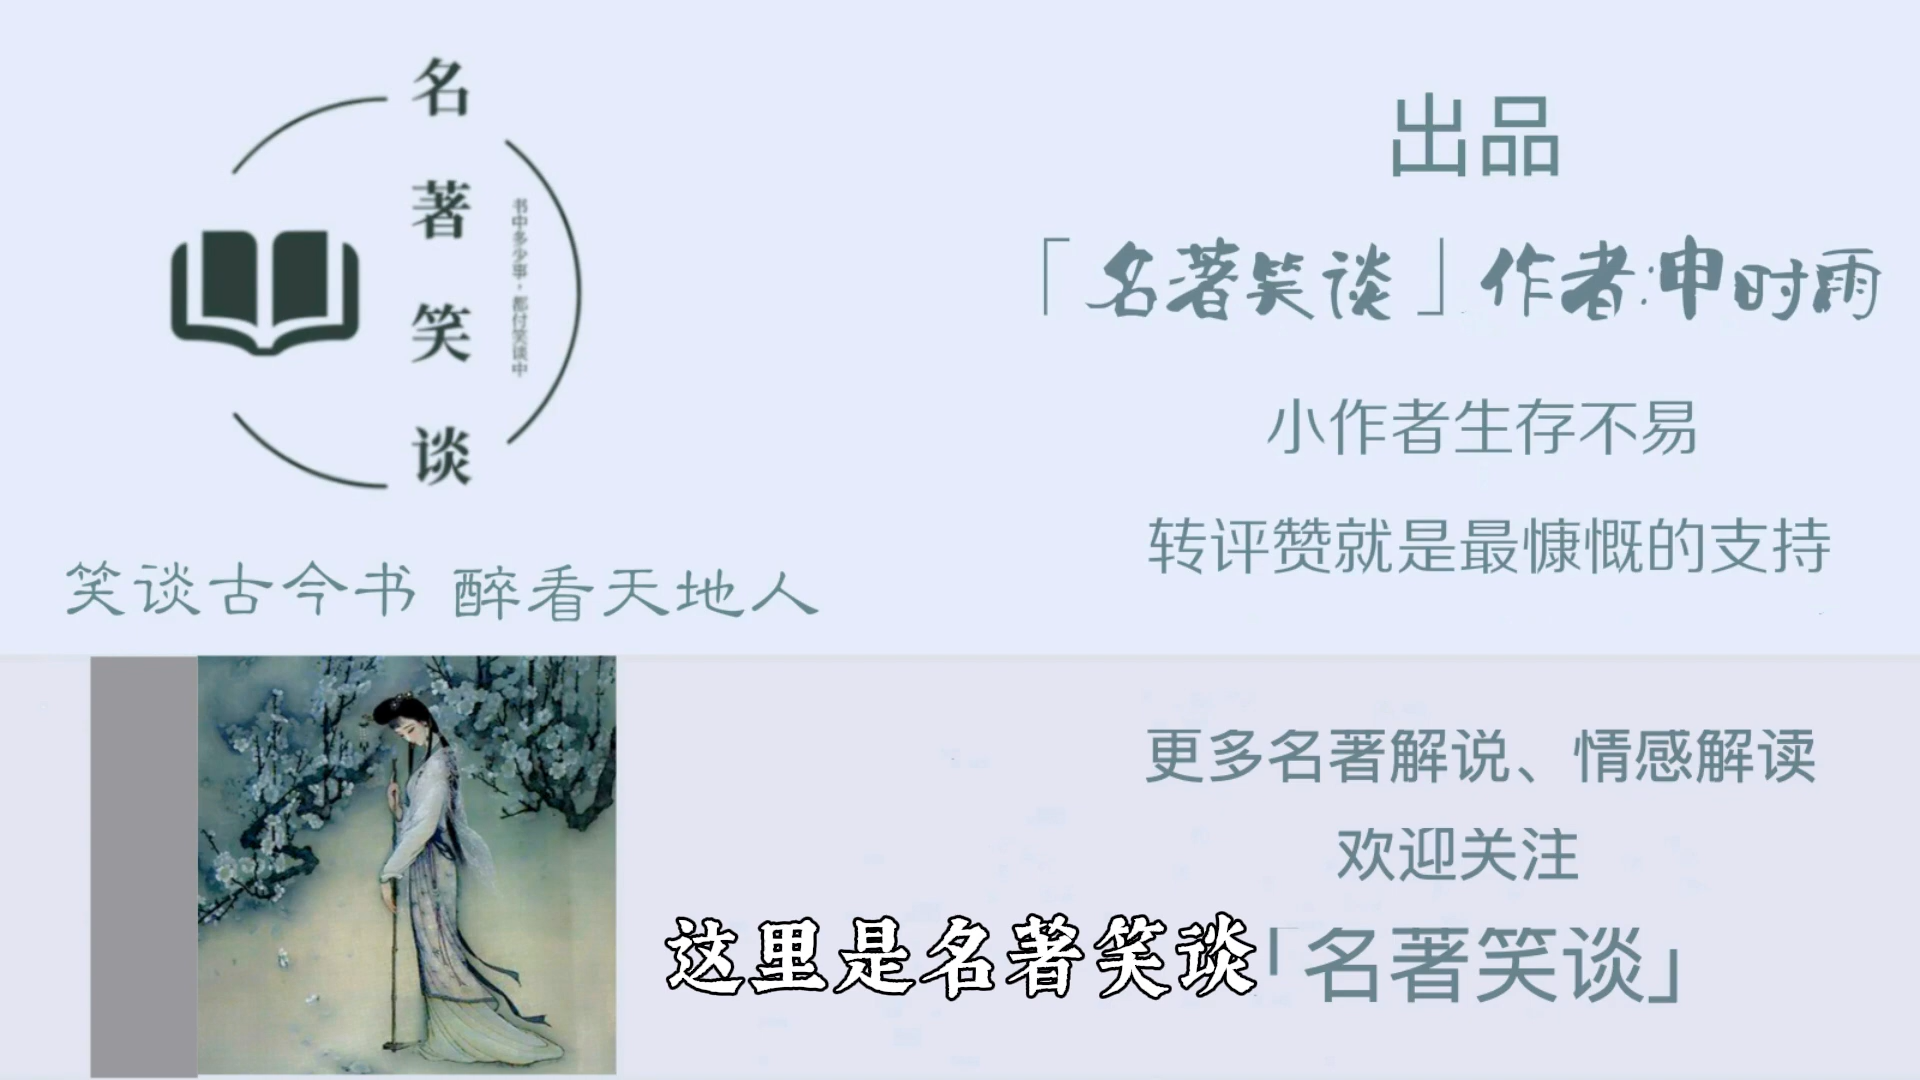 名著笑谈
书中多少事，都付笑谈中
笑谈古今书 醉看天地人
出品
「名著笑谈」作者:申时雨
小作者生存不易
转评赞就是最慷慨的支持
更多名著解说、情感解读
欢迎关注
「名著笑谈」
这里是名著笑谈